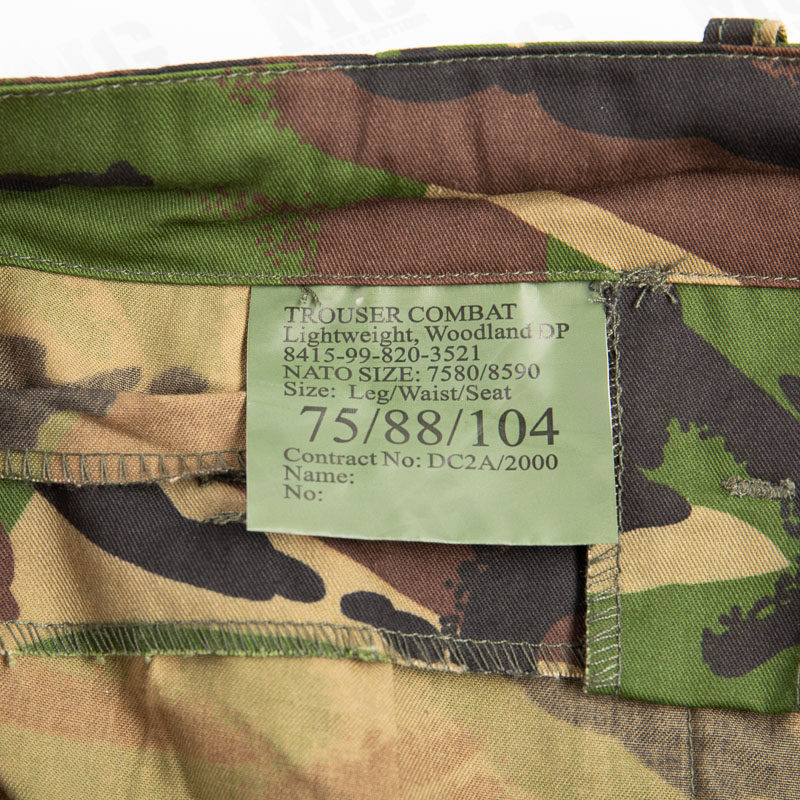 TROUSER COMBAT
Lightweight, Woodland DP
8415-99-820-3521
NATO SIZE: 7580/8590
Size: Leg/Waist/Seat
75/88/104
Contract No: DC2A/2000
Name:
No: